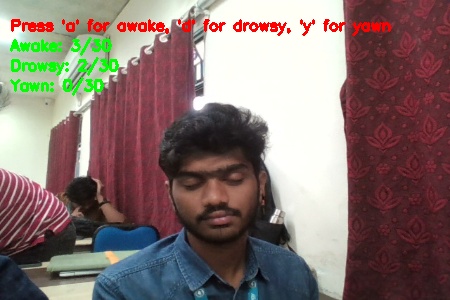 Press 'a' for awake, 'd' for drowsy, 'y' for yawn
Awake: 3/30
Drowsy: 2/30
Yawn: 0/30